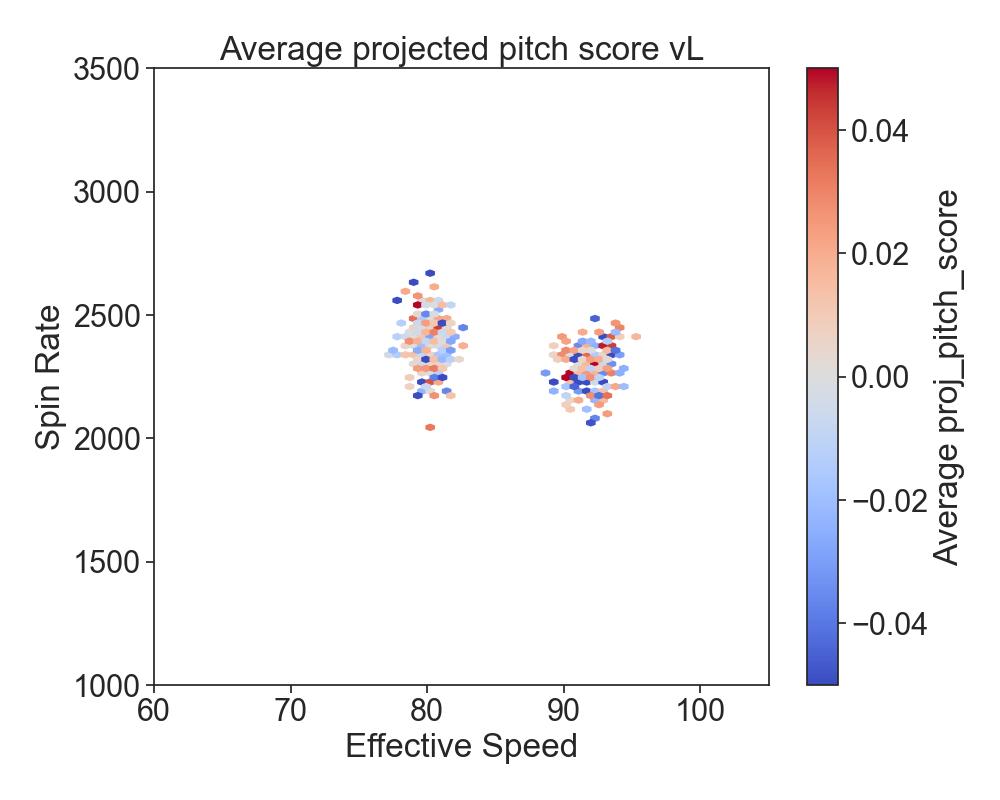 Average projected pitch score vL
3500
3000
2500
2000
1500
1000
Spin Rate
60 70 80 90 100
Effective Speed
0.04
0.02
0.00
−0.02
−0.04
Average proj_pitch_score